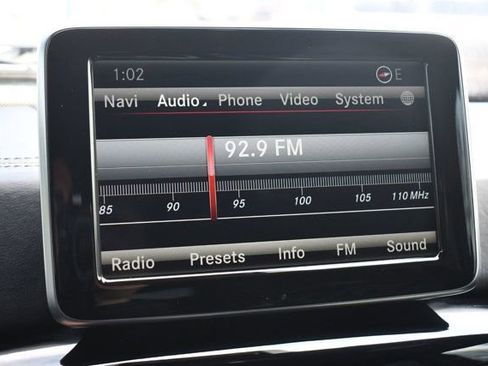 1:02 E
Navi Audio Phone Video System
92.9 FM
85 90 95 100 105 110 MHz
Radio Presets Info FM Sound